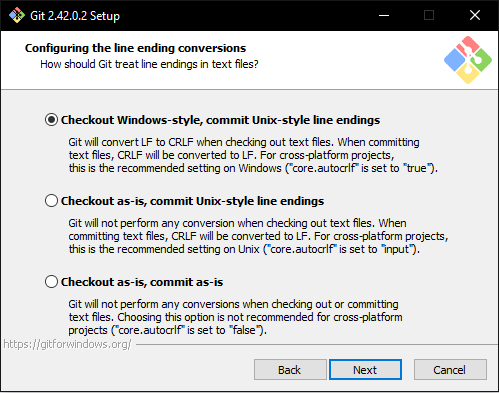 Git 2.42.0.2 Setup
Configuring the line ending conversions
How should Git treat line endings in text files?
Checkout Windows-style, commit Unix-style line endings
Git will convert LF to CRLF when checking out text files. When committing
text files, CRLF will be converted to LF. For cross-platform projects,
this is the recommended setting on Windows ("core.autocrlf" is set to "true").
Checkout as-is, commit Unix-style line endings
Git will not perform any conversion when checking out text files. When
committing text files, CRLF will be converted to LF. For cross-platform projects,
this is the recommended setting on Unix ("core.autocrlf" is set to "input").
Checkout as-is, commit as-is
Git will not perform any conversions when checking out or committing
text files. Choosing this option is not recommended for cross-platform
projects ("core.autocrlf" is set to "false").
https://gitforwindows.org/
Back
Next
Cancel